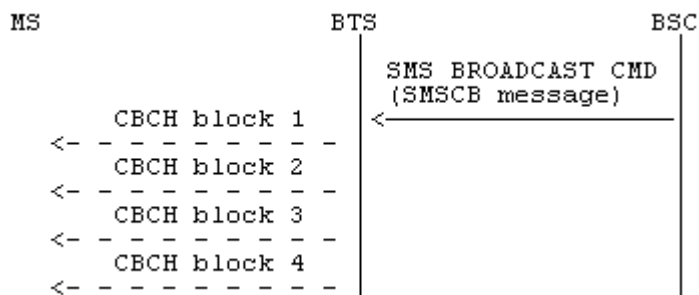 MS BTS BSC
SMS BROADCAST CMD
(SMSCB message)
CBCH block 1
CBCH block 2
CBCH block 3
CBCH block 4